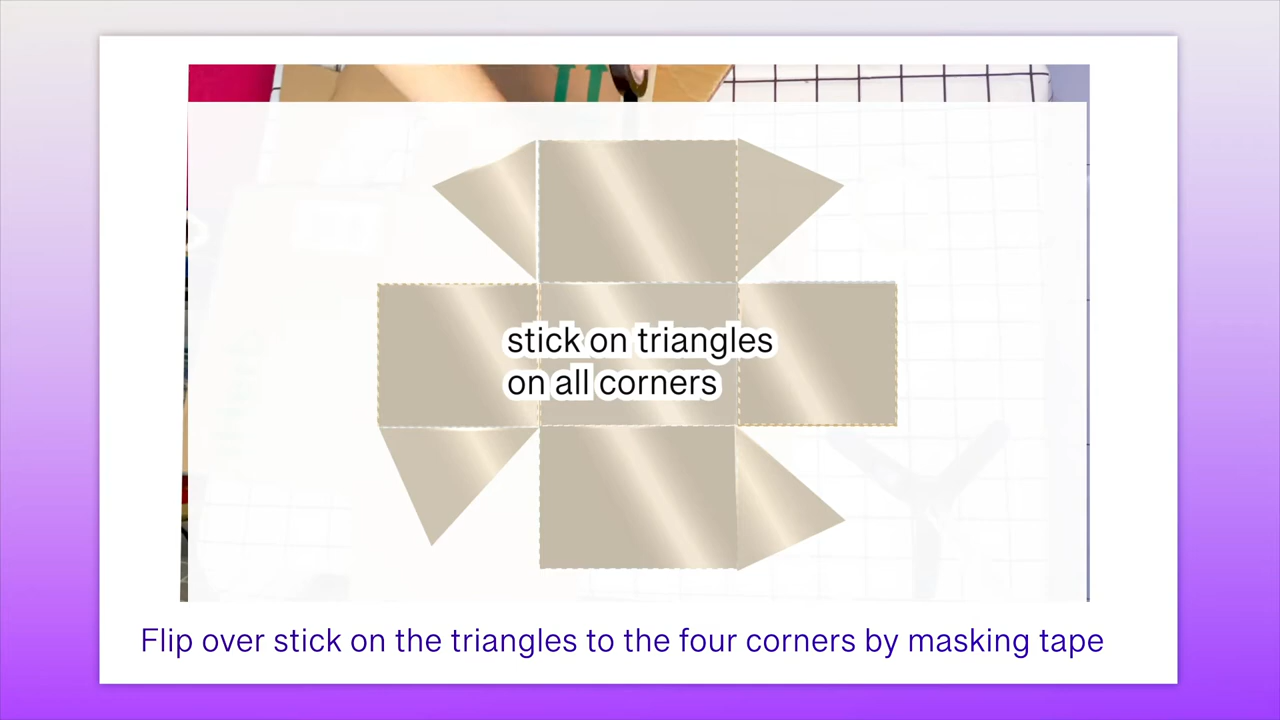 stick on triangles
on all corners
Flip over stick on the triangles to the four corners by masking tape